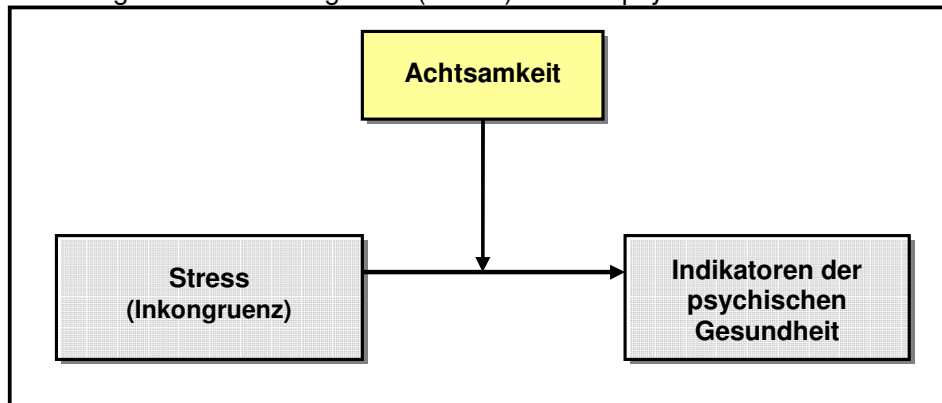 Achtsamkeit
Stress
(Inkongruenz)
Indikatoren der
psychischen
Gesundheit